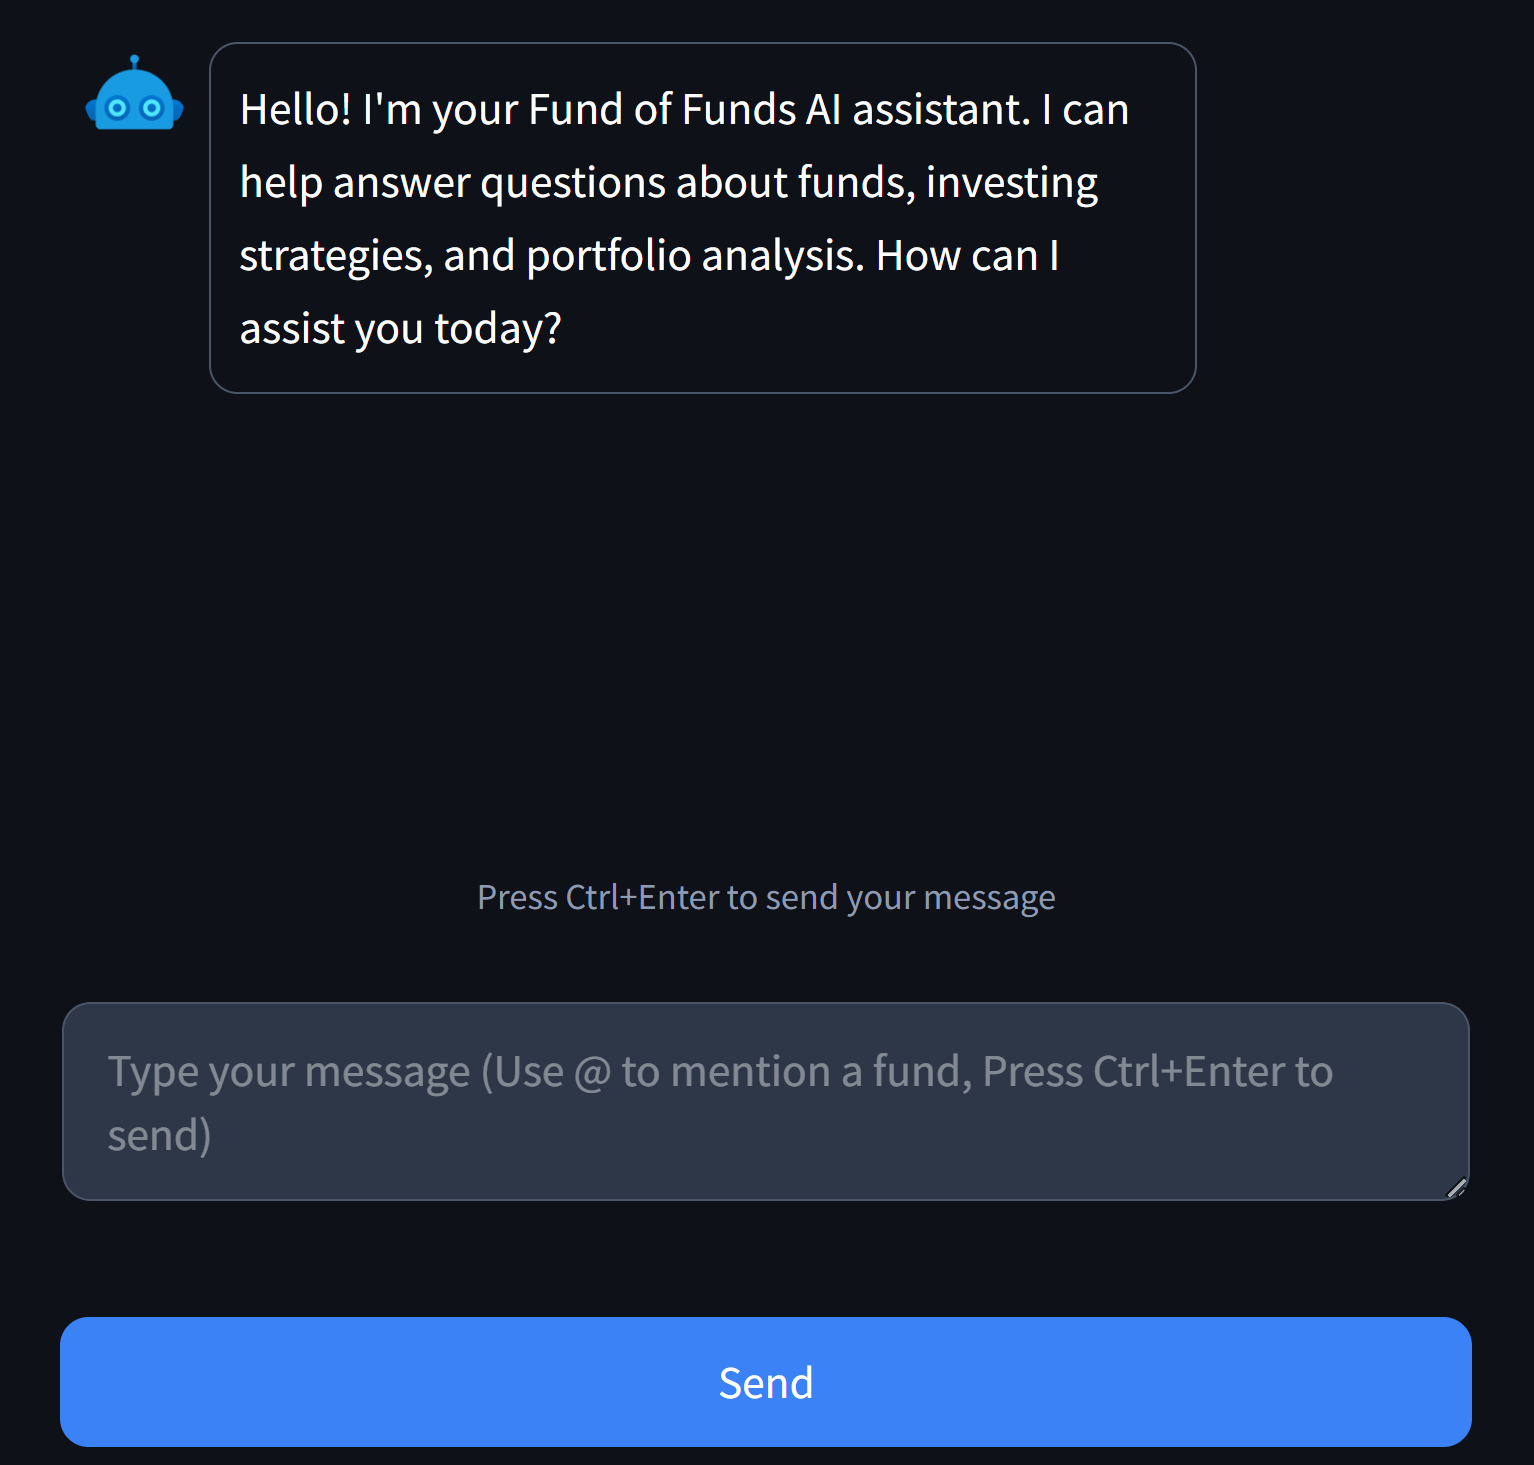 Hello! I'm your Fund of Funds AI assistant. I can
help answer questions about funds, investing
strategies, and portfolio analysis. How can I
assist you today?
Press Ctrl+Enter to send your message
Type your message (Use @ to mention a fund, Press Ctrl+Enter to
send)
Send